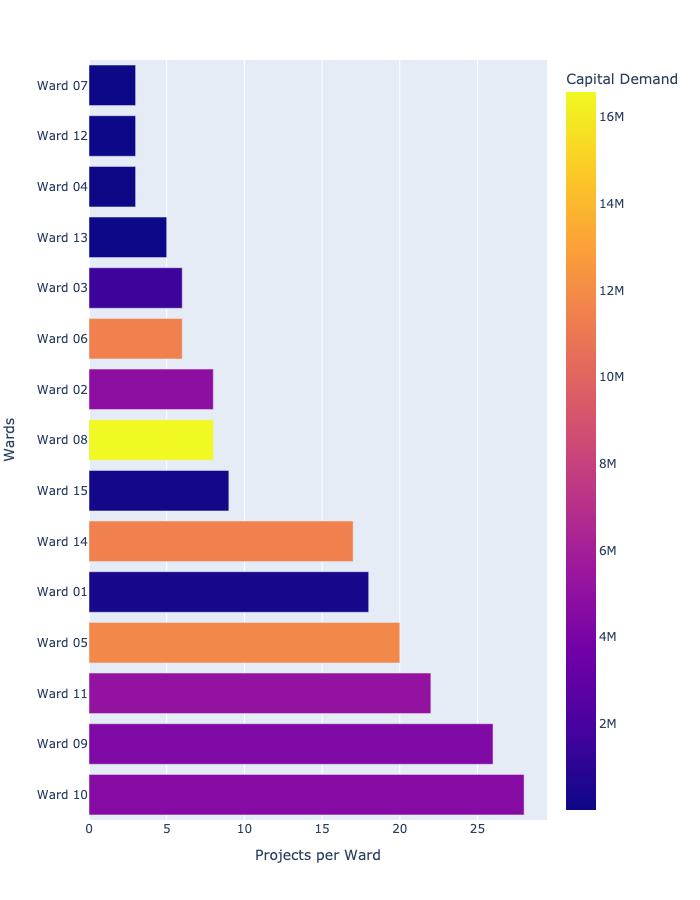 Capital Demand
Ward 07
Ward 12
Ward 04
Ward 13
Ward 03
Ward 06
Ward 02
Ward 08
Ward 15
Ward 14
Ward 01
Ward 05
Ward 11
Ward 09
Ward 10
Wards
0 5 10 15 20 25
Projects per Ward
16M
14M
12M
10M
8M
6M
4M
2M